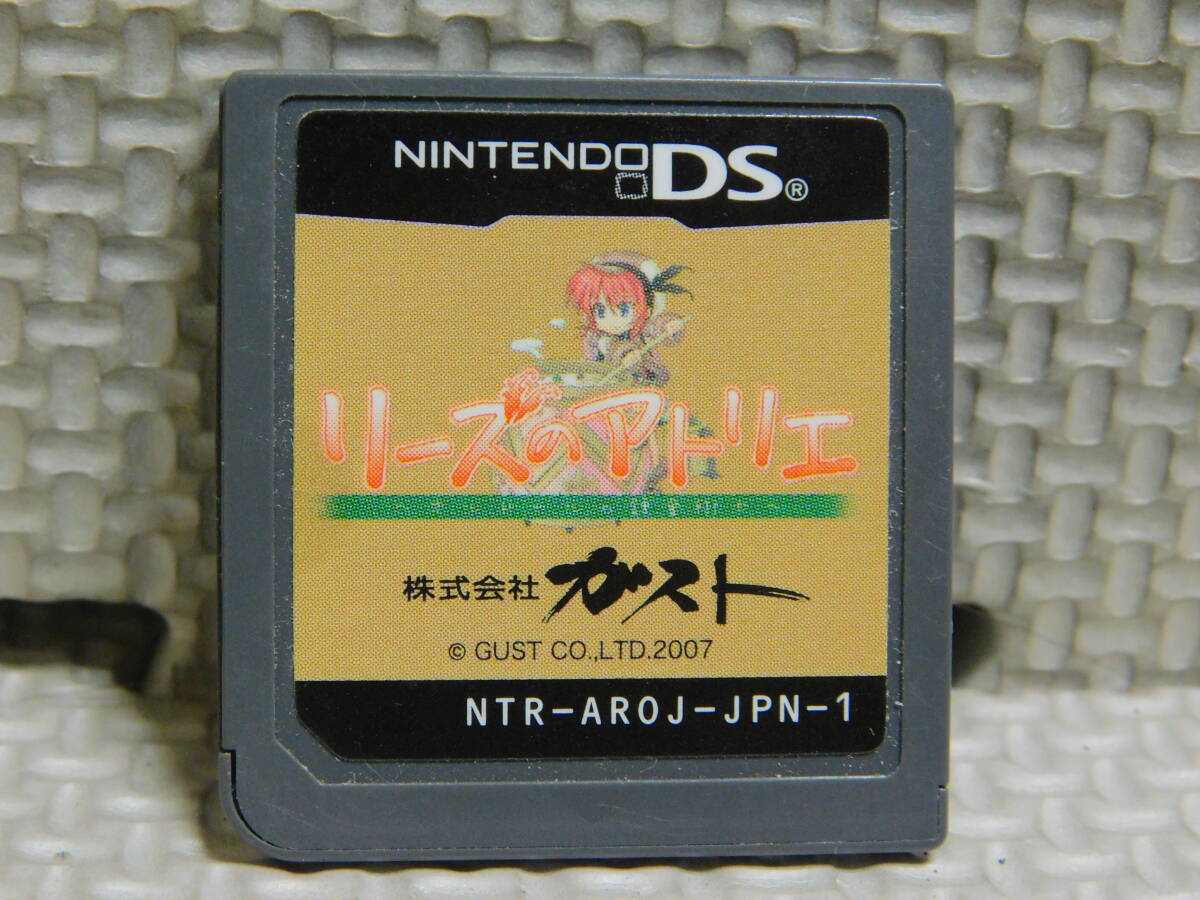 NINTENDO DS®
リーズのアトリエ
株式会社 ガスト
© GUST CO.,LTD.2007
NTR-AROJ-JPN-1